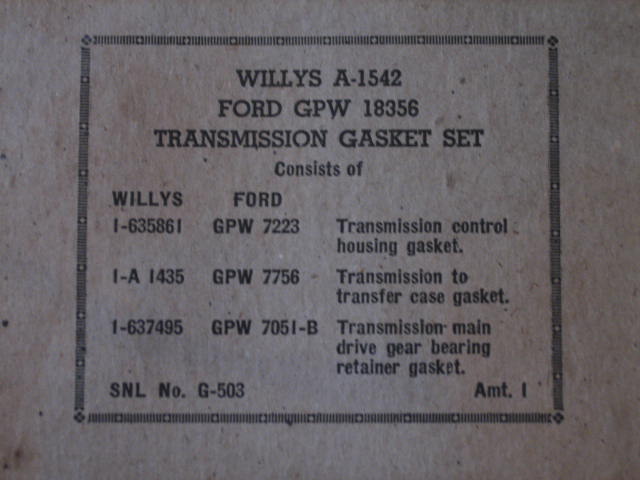 WILLYS A-1542
FORD GPW 18356
TRANSMISSION GASKET SET
Consists of
WILLYS FORD
1-635861 GPW 7223 Transmission control
housing gasket.
1-A 1435 GPW 7756 Transmission to
transfer case gasket.
1-637495 GPW 7051-B Transmission main
drive gear bearing
retainer gasket.
SNL No. G-503 Amt. 1